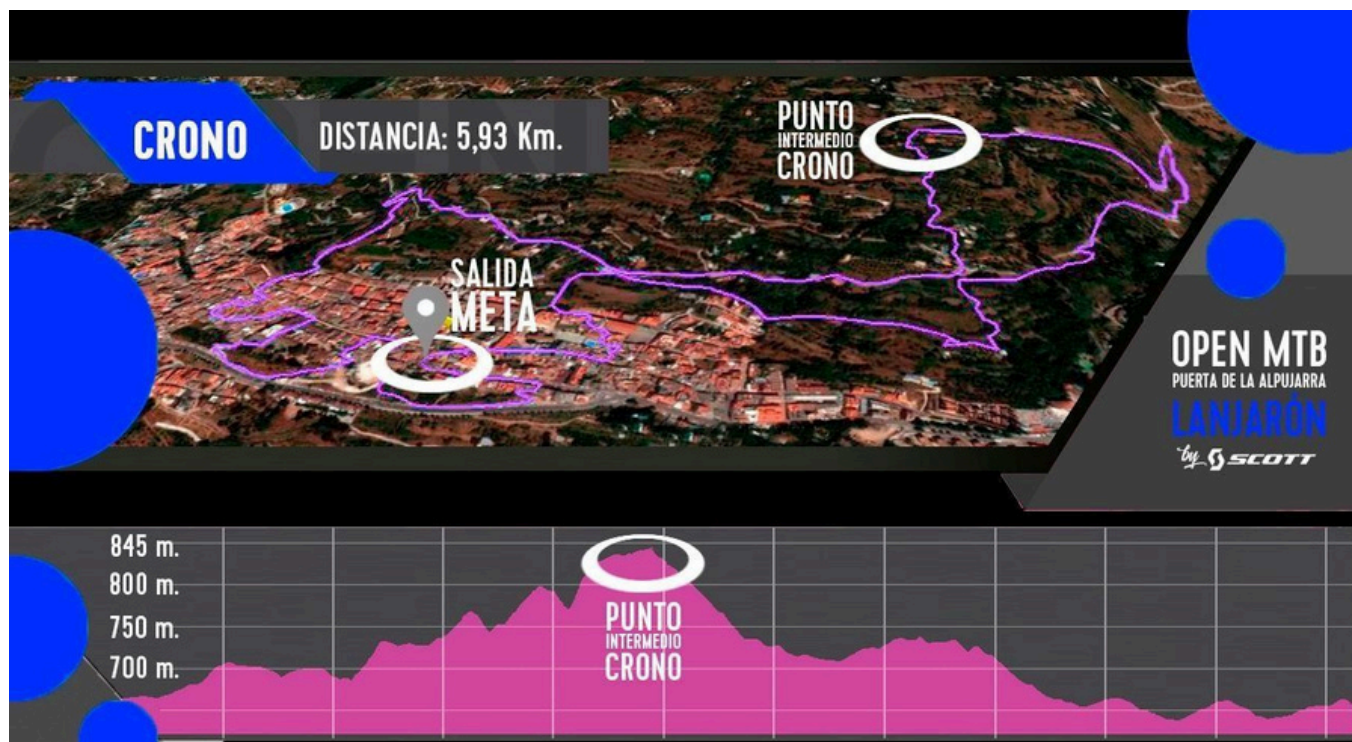 CRONO
DISTANCIA: 5,93 Km.
PUNTO
INTERMEDIO
CRONO
SALIDA
META
OPEN MTB
PUERTA DE LA ALPUJARRA
LANJARÓN
by SCOTT
845 m.
800 m.
750 m.
700 m.
PUNTO
INTERMEDIO
CRONO